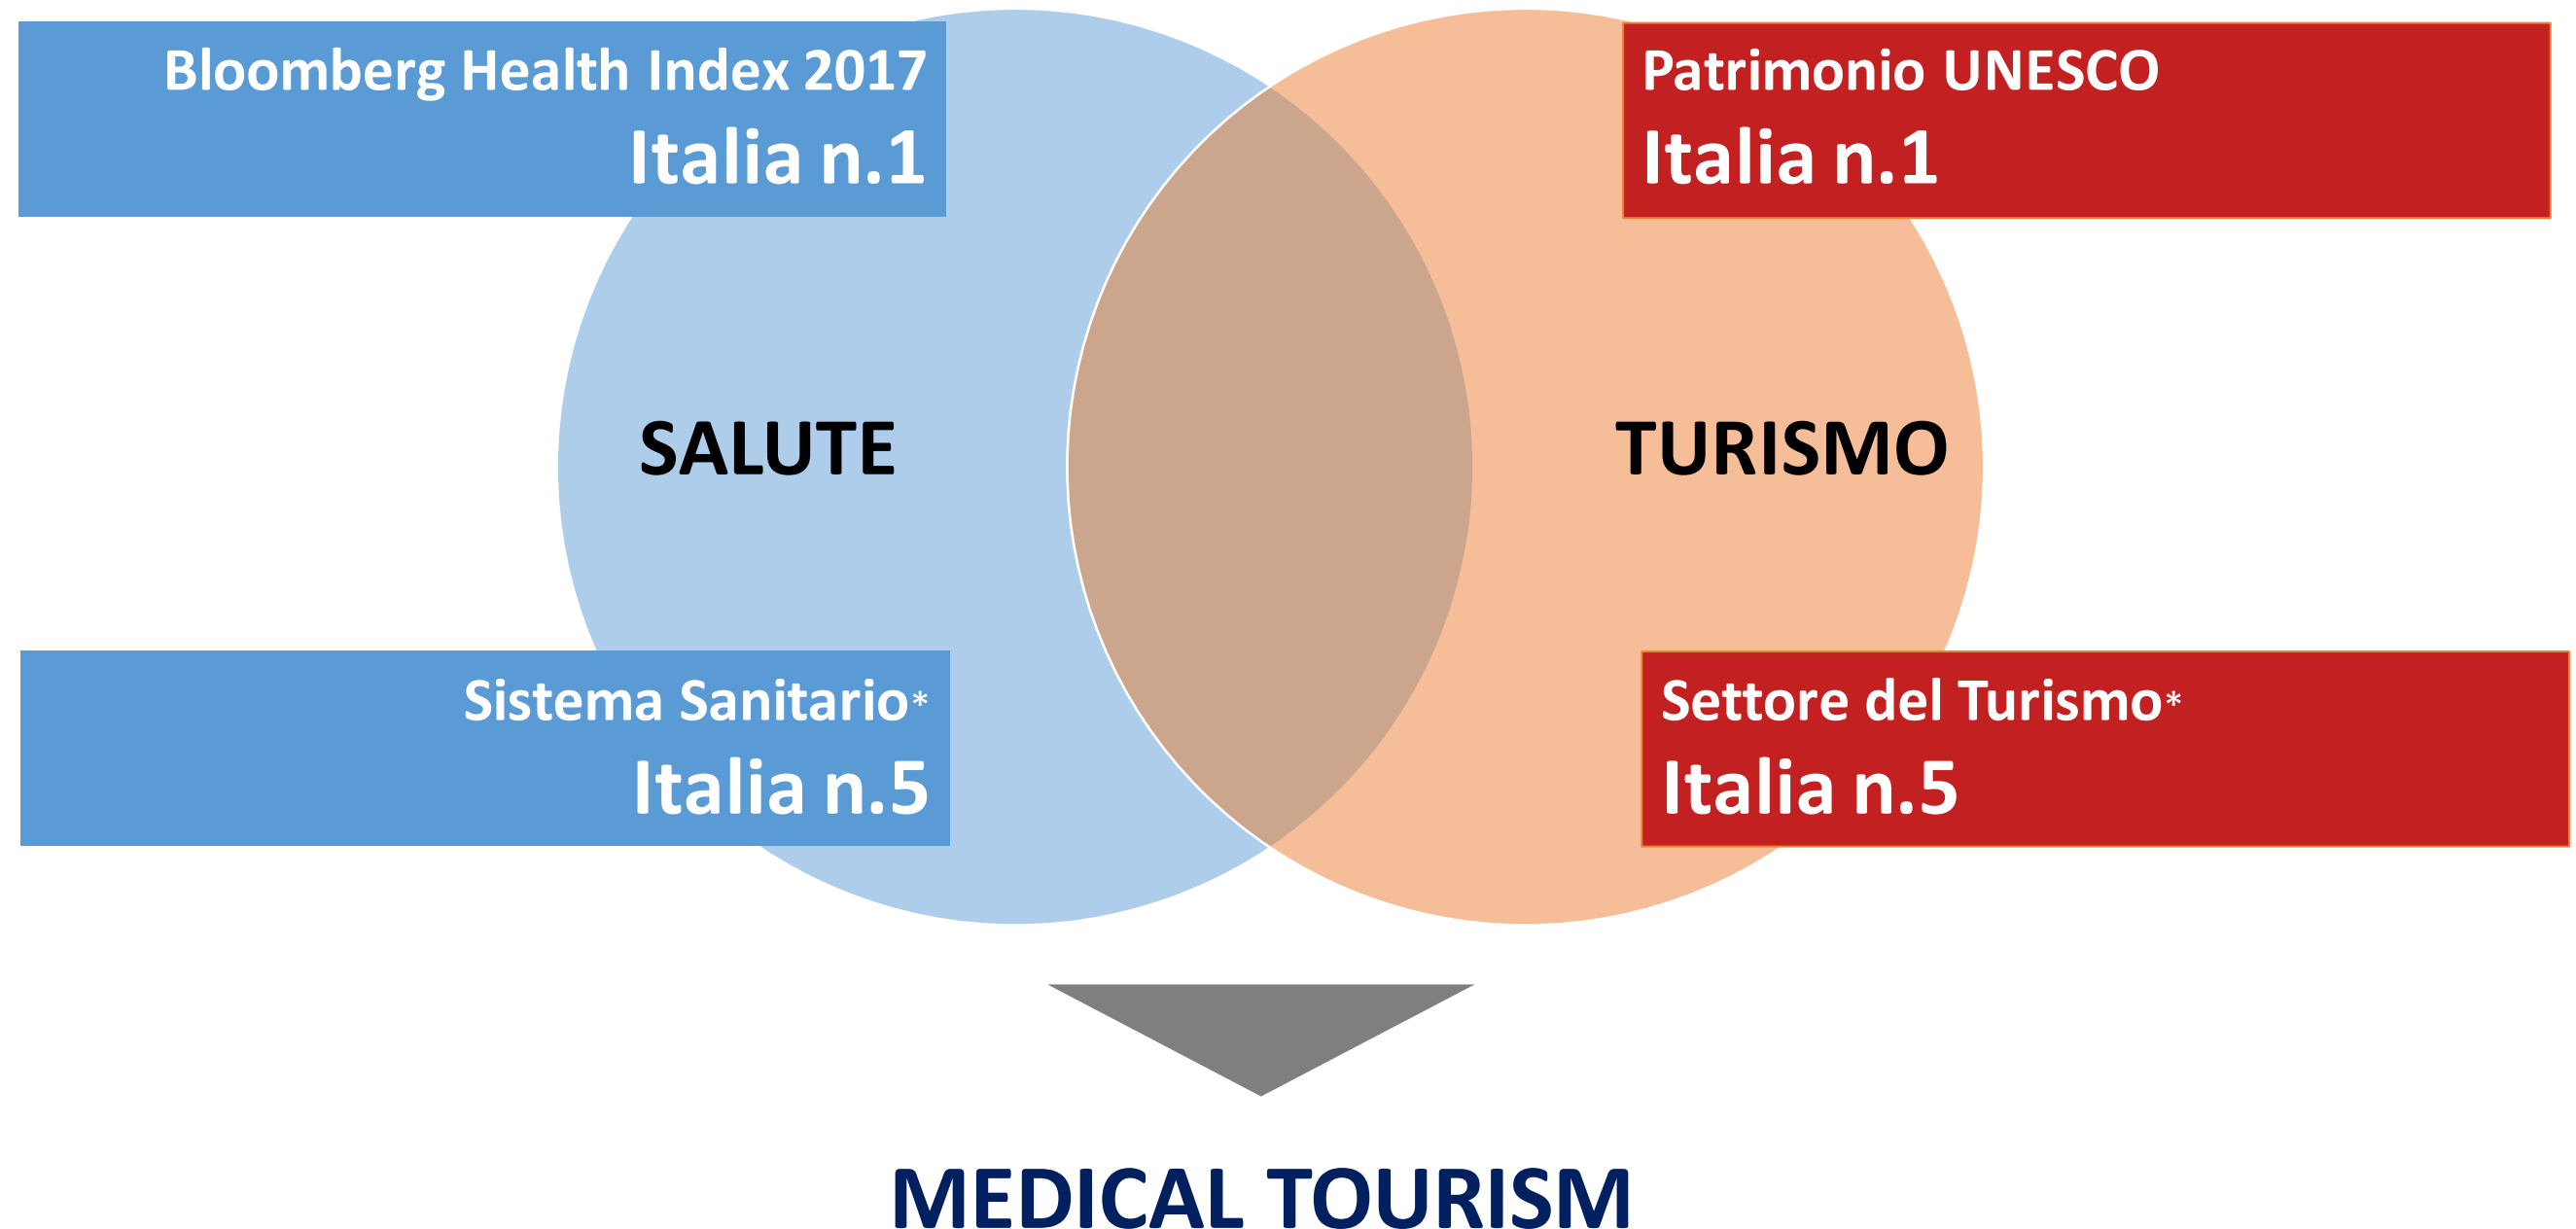 Bloomberg Health Index 2017
Italia n.1
Patrimonio UNESCO
Italia n.1
SALUTE
TURISMO
Sistema Sanitario*
Italia n.5
Settore del Turismo*
Italia n.5
MEDICAL TOURISM